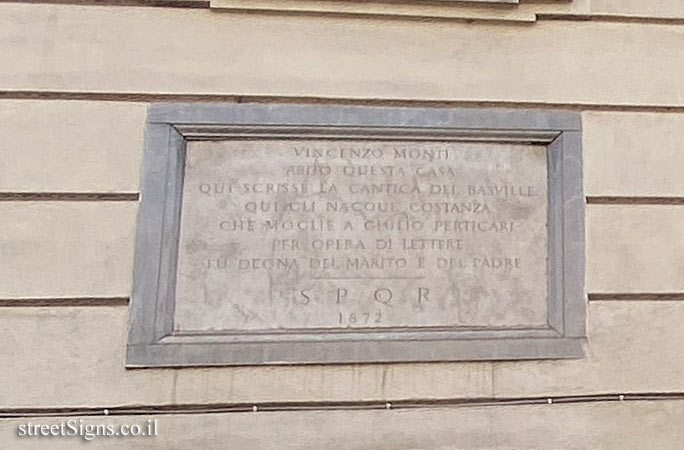 VINCENZO MONTI
ABITO QUESTA CASA
QUI SCRISSE LA CANTICA DEL BASVILLE
QUI GLI NACQUE COSTANZA
CHE MOGLIE A GIULIO PERTICARI
PER OPERA DI LETTERE
FU DEGNA DEL MARITO E DEL PADRE
S P Q R
1872
streetSigns.co.il